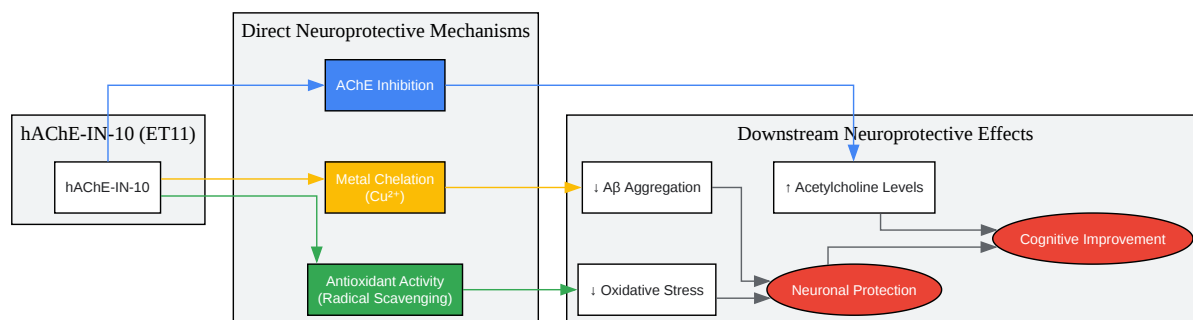 Direct Neuroprotective Mechanisms
AChE Inhibition
hAChE-IN-10 (ET11)
hAChE-IN-10
Metal Chelation
(Cu²⁺)
Antioxidant Activity
(Radical Scavenging)
Downstream Neuroprotective Effects
↓ Aβ Aggregation
↑ Acetylcholine Levels
Cognitive Improvement
↓ Oxidative Stress
Neuronal Protection